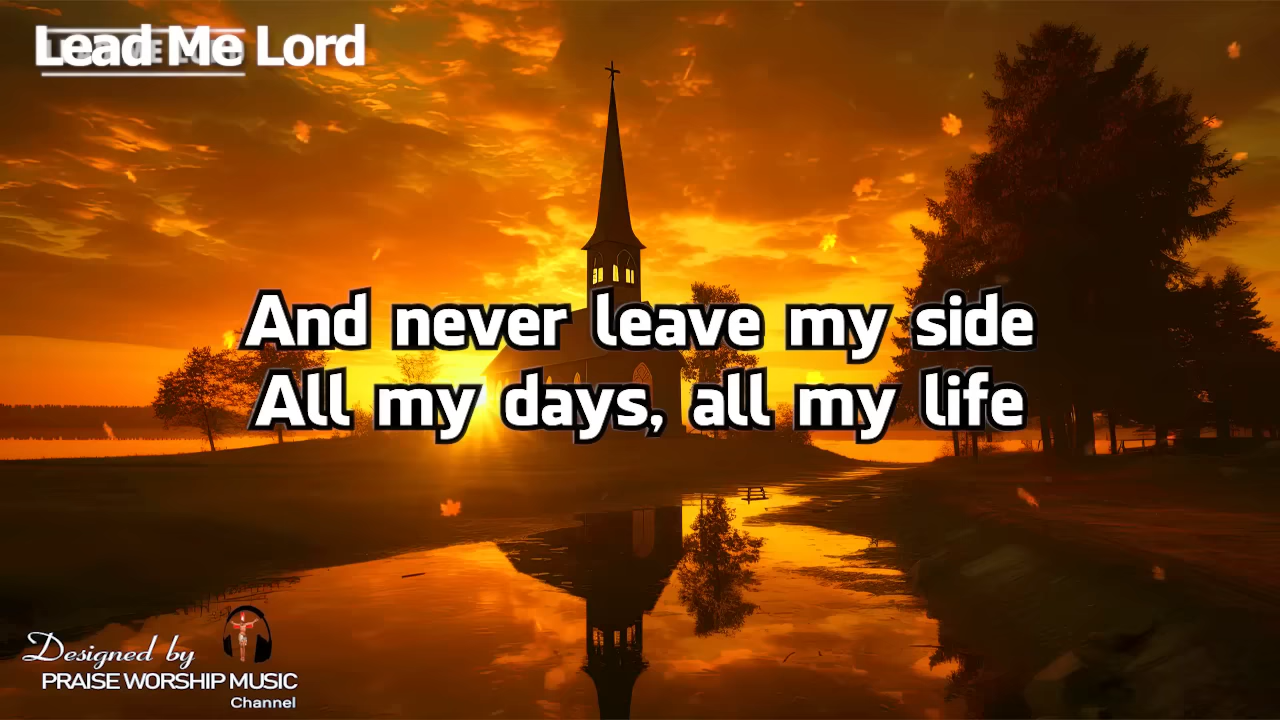 Lead Me Lord
And never leave my side
All my days, all my life
Designed by
PRAISE WORSHIP MUSIC
Channel